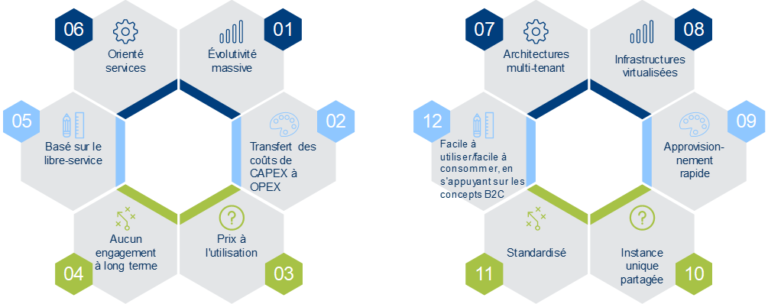 06
Orienté
services
01
Évolutivité
massive
05
Basé sur le
libre-service
02
Transfert des
coûts de
CAPEX à
OPEX
04
Aucun
engagement
à long terme
03
Prix à
l'utilisation
?
07
Architectures
multi-tenant
08
Infrastructures
virtualisées
12
Facile à
utiliser/facile à
consommer, en
s'appuyant sur les
concepts B2C
09
Approvision-
nement
rapide
11
Standardisé
?
Instance
unique
partagée
10